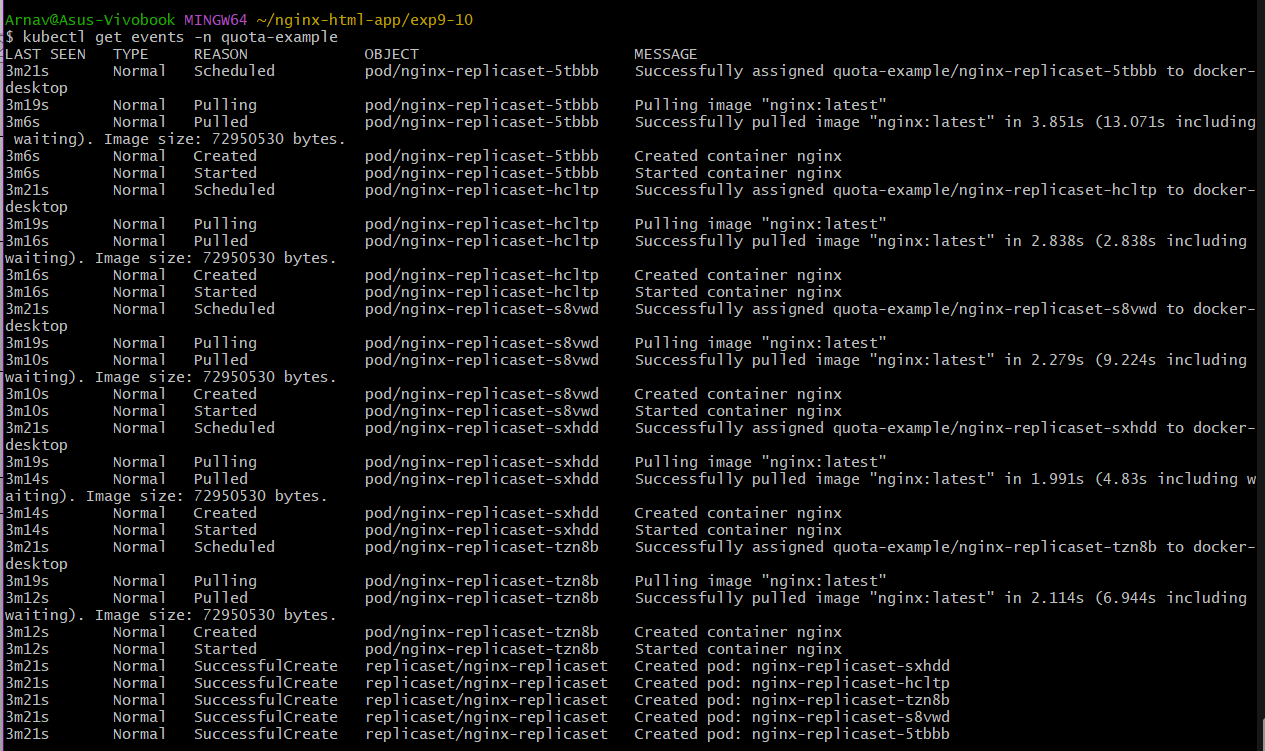 Arnav@Asus-Vivobook MINGW64 ~/nginx-html-app/exp9-10
$ kubectl get events -n quota-example
LAST SEEN   TYPE     REASON             OBJECT                        MESSAGE
3m21s       Normal   Scheduled          pod/nginx-replicaset-5tbbb    Successfully assigned quota-example/nginx-replicaset-5tbbb to docker-
desktop
3m19s       Normal   Pulling            pod/nginx-replicaset-5tbbb    Pulling image "nginx:latest"
3m6s        Normal   Pulled             pod/nginx-replicaset-5tbbb    Successfully pulled image "nginx:latest" in 3.851s (13.071s including
 waiting). Image size: 72950530 bytes.
3m6s        Normal   Created            pod/nginx-replicaset-5tbbb    Created container nginx
3m6s        Normal   Started            pod/nginx-replicaset-5tbbb    Started container nginx
3m21s       Normal   Scheduled          pod/nginx-replicaset-hcltp    Successfully assigned quota-example/nginx-replicaset-hcltp to docker-
desktop
3m19s       Normal   Pulling            pod/nginx-replicaset-hcltp    Pulling image "nginx:latest"
3m16s       Normal   Pulled             pod/nginx-replicaset-hcltp    Successfully pulled image "nginx:latest" in 2.838s (2.838s including
waiting). Image size: 72950530 bytes.
3m16s       Normal   Created            pod/nginx-replicaset-hcltp    Created container nginx
3m16s       Normal   Started            pod/nginx-replicaset-hcltp    Started container nginx
3m21s       Normal   Scheduled          pod/nginx-replicaset-s8vwd    Successfully assigned quota-example/nginx-replicaset-s8vwd to docker-
desktop
3m19s       Normal   Pulling            pod/nginx-replicaset-s8vwd    Pulling image "nginx:latest"
3m10s       Normal   Pulled             pod/nginx-replicaset-s8vwd    Successfully pulled image "nginx:latest" in 2.279s (9.224s including
waiting). Image size: 72950530 bytes.
3m10s       Normal   Created            pod/nginx-replicaset-s8vwd    Created container nginx
3m10s       Normal   Started            pod/nginx-replicaset-s8vwd    Started container nginx
3m21s       Normal   Scheduled          pod/nginx-replicaset-sxhdd    Successfully assigned quota-example/nginx-replicaset-sxhdd to docker-
desktop
3m19s       Normal   Pulling            pod/nginx-replicaset-sxhdd    Pulling image "nginx:latest"
3m14s       Normal   Pulled             pod/nginx-replicaset-sxhdd    Successfully pulled image "nginx:latest" in 1.991s (4.83s including w
aiting). Image size: 72950530 bytes.
3m14s       Normal   Created            pod/nginx-replicaset-sxhdd    Created container nginx
3m14s       Normal   Started            pod/nginx-replicaset-sxhdd    Started container nginx
3m21s       Normal   Scheduled          pod/nginx-replicaset-tzn8b    Successfully assigned quota-example/nginx-replicaset-tzn8b to docker-
desktop
3m19s       Normal   Pulling            pod/nginx-replicaset-tzn8b    Pulling image "nginx:latest"
3m12s       Normal   Pulled             pod/nginx-replicaset-tzn8b    Successfully pulled image "nginx:latest" in 2.114s (6.944s including
waiting). Image size: 72950530 bytes.
3m12s       Normal   Created            pod/nginx-replicaset-tzn8b    Created container nginx
3m12s       Normal   Started            pod/nginx-replicaset-tzn8b    Started container nginx
3m21s       Normal   SuccessfulCreate   replicaset/nginx-replicaset   Created pod: nginx-replicaset-sxhdd
3m21s       Normal   SuccessfulCreate   replicaset/nginx-replicaset   Created pod: nginx-replicaset-hcltp
3m21s       Normal   SuccessfulCreate   replicaset/nginx-replicaset   Created pod: nginx-replicaset-tzn8b
3m21s       Normal   SuccessfulCreate   replicaset/nginx-replicaset   Created pod: nginx-replicaset-s8vwd
3m21s       Normal   SuccessfulCreate   replicaset/nginx-replicaset   Created pod: nginx-replicaset-5tbbb